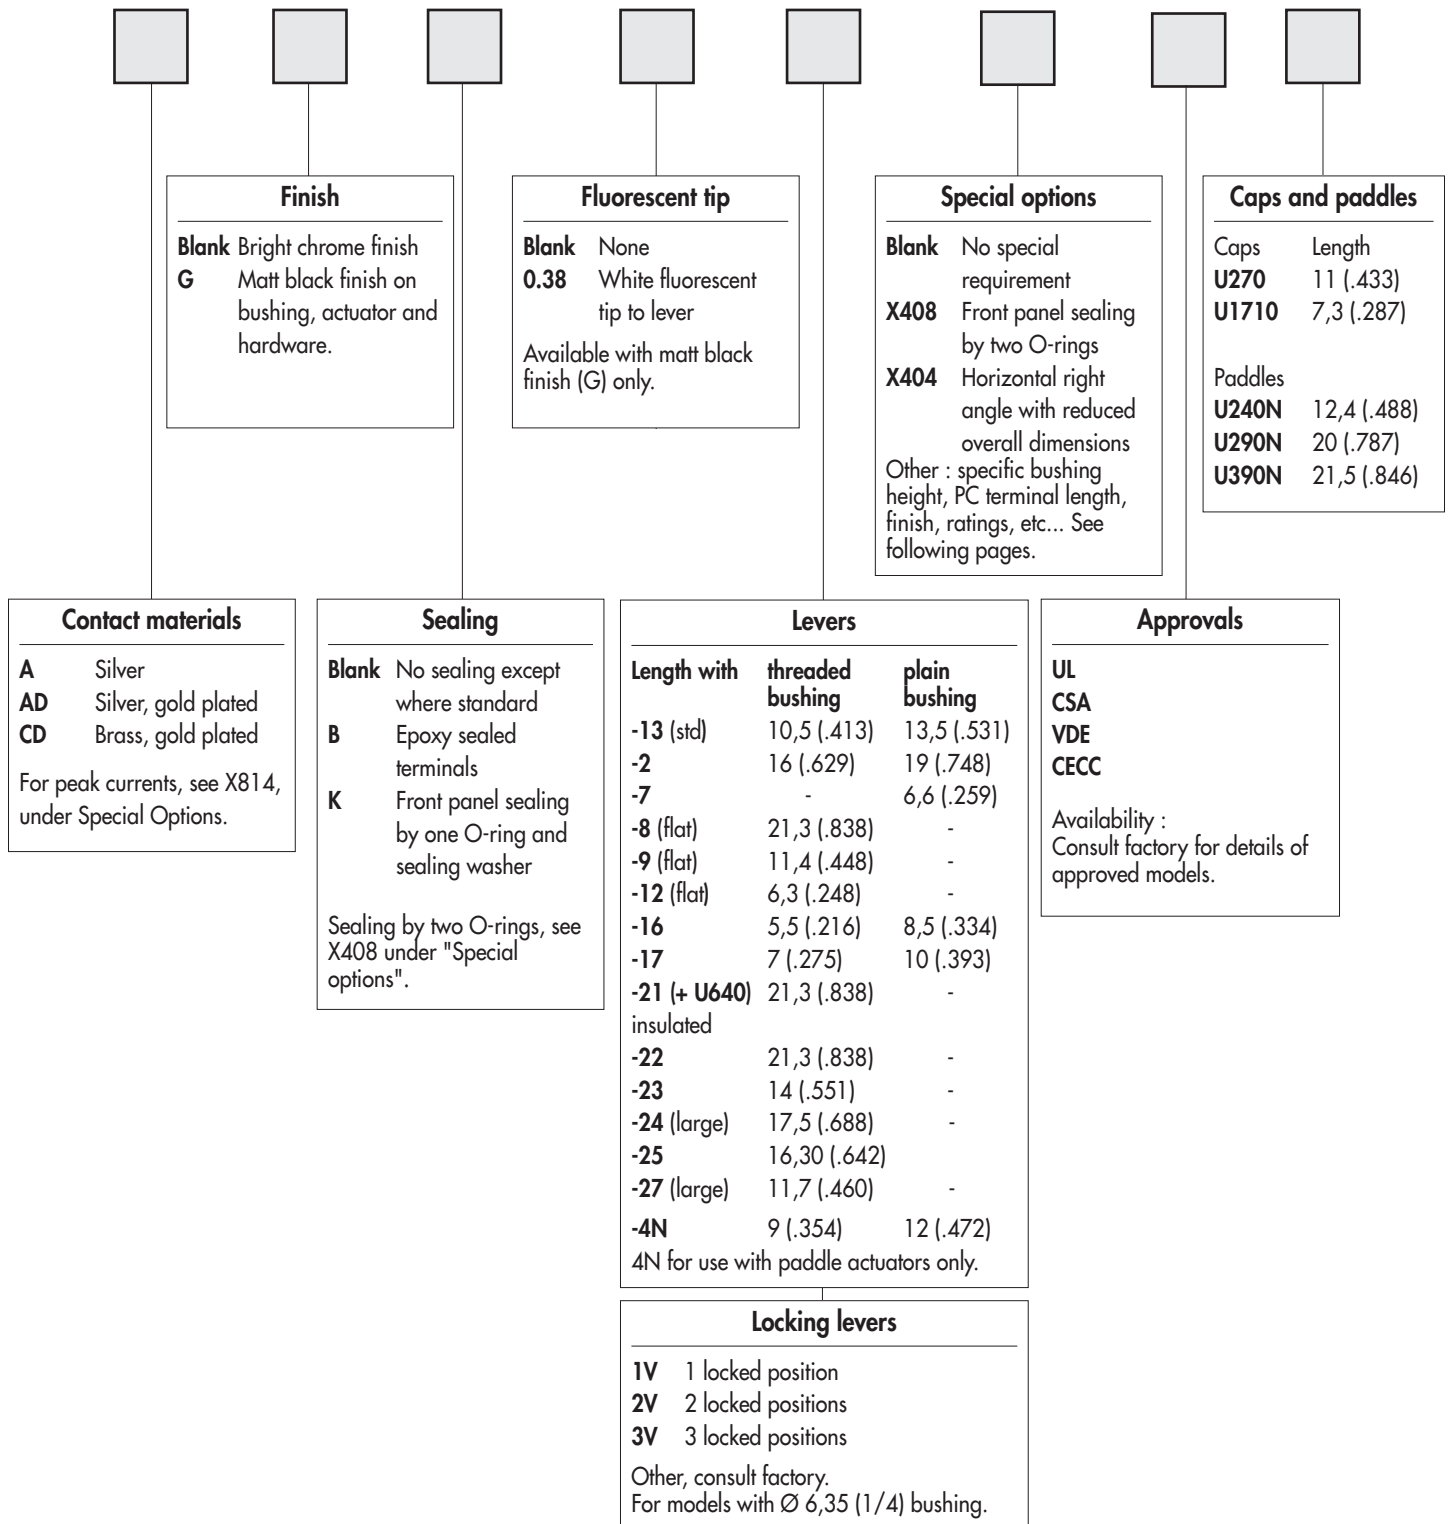 Finish
Blank Bright chrome finish
G Matt black finish on
bushing, actuator and
hardware.
Fluorescent tip
Blank None
0.38 White fluorescent
tip to lever
Available with matt black
finish (G) only.
Special options
Blank No special
requirement
X408 Front panel sealing
by two O-rings
X404 Horizontal right
angle with reduced
overall dimensions
Other : specific bushing
height, PC terminal length,
finish, ratings, etc... See
following pages.
Caps and paddles
Caps Length
U270 11 (.433)
U1710 7,3 (.287)
Paddles
U240N 12,4 (.488)
U290N 20 (.787)
U390N 21,5 (.846)
Contact materials
A Silver
AD Silver, gold plated
CD Brass, gold plated
For peak currents, see X814,
under Special Options.
Sealing
Blank No sealing except
where standard
B Epoxy sealed
terminals
K Front panel sealing
by one O-ring and
sealing washer
Sealing by two O-rings, see
X408 under "Special
options".
Levers
Length with threaded plain
bushing bushing
-13 (std) 10,5 (.413) 13,5 (.531)
-2 16 (.629) 19 (.748)
-7 - 6,6 (.259)
-8 (flat) 21,3 (.838) -
-9 (flat) 11,4 (.448) -
-12 (flat) 6,3 (.248) -
-16 5,5 (.216) 8,5 (.334)
-17 7 (.275) 10 (.393)
-21 (+ U640) 21,3 (.838) -
insulated
-22 21,3 (.838) -
-23 14 (.551) -
-24 (large) 17,5 (.688) -
-25 16,30 (.642)
-27 (large) 11,7 (.460) -
-4N 9 (.354) 12 (.472)
4N for use with paddle actuators only.
Approvals
UL
CSA
VDE
CECC
Availability :
Consult factory for details of
approved models.
Locking levers
1V 1 locked position
2V 2 locked positions
3V 3 locked positions
Other, consult factory.
For models with Ø 6,35 (1/4) bushing.